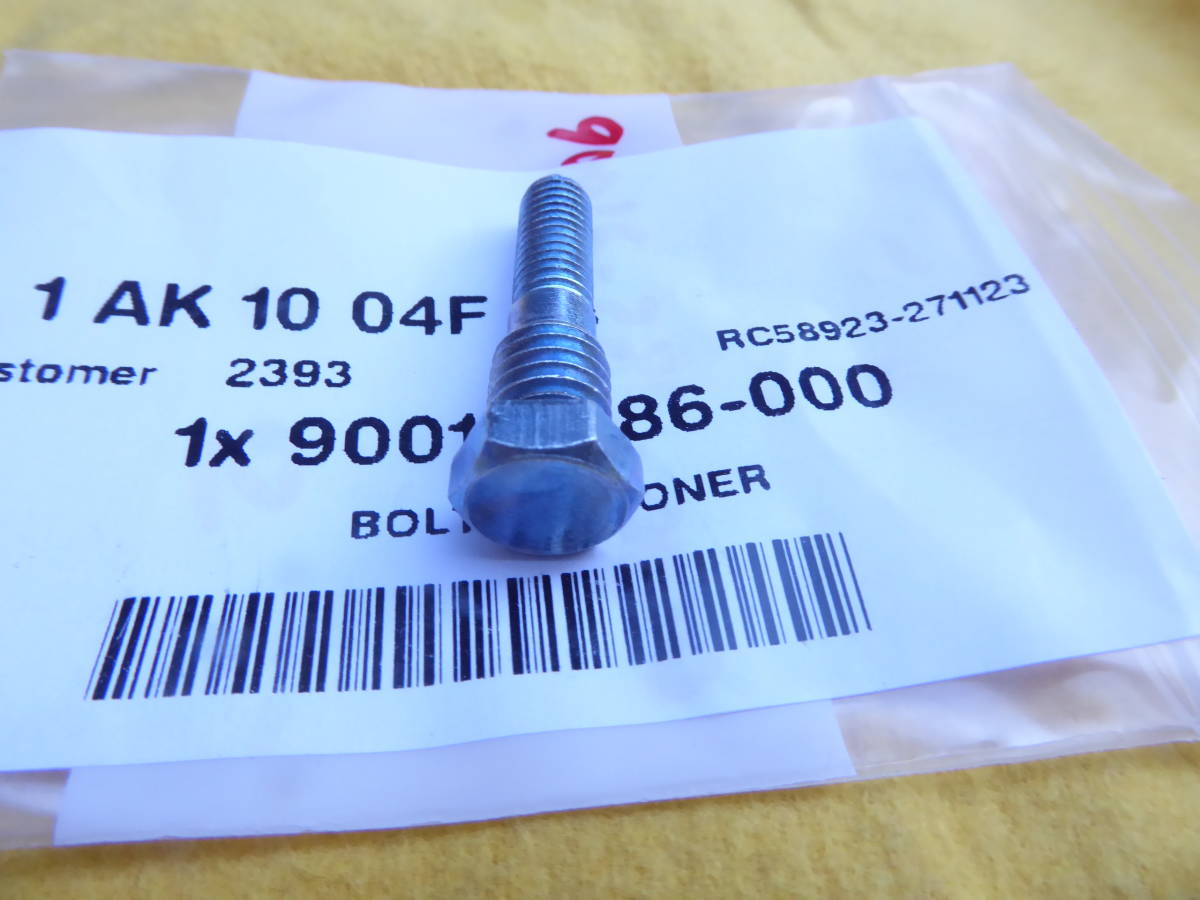 1 AK 10 04F
RC58923-271123
stomer 2393
1x 9001 86-000
BOLT ONER